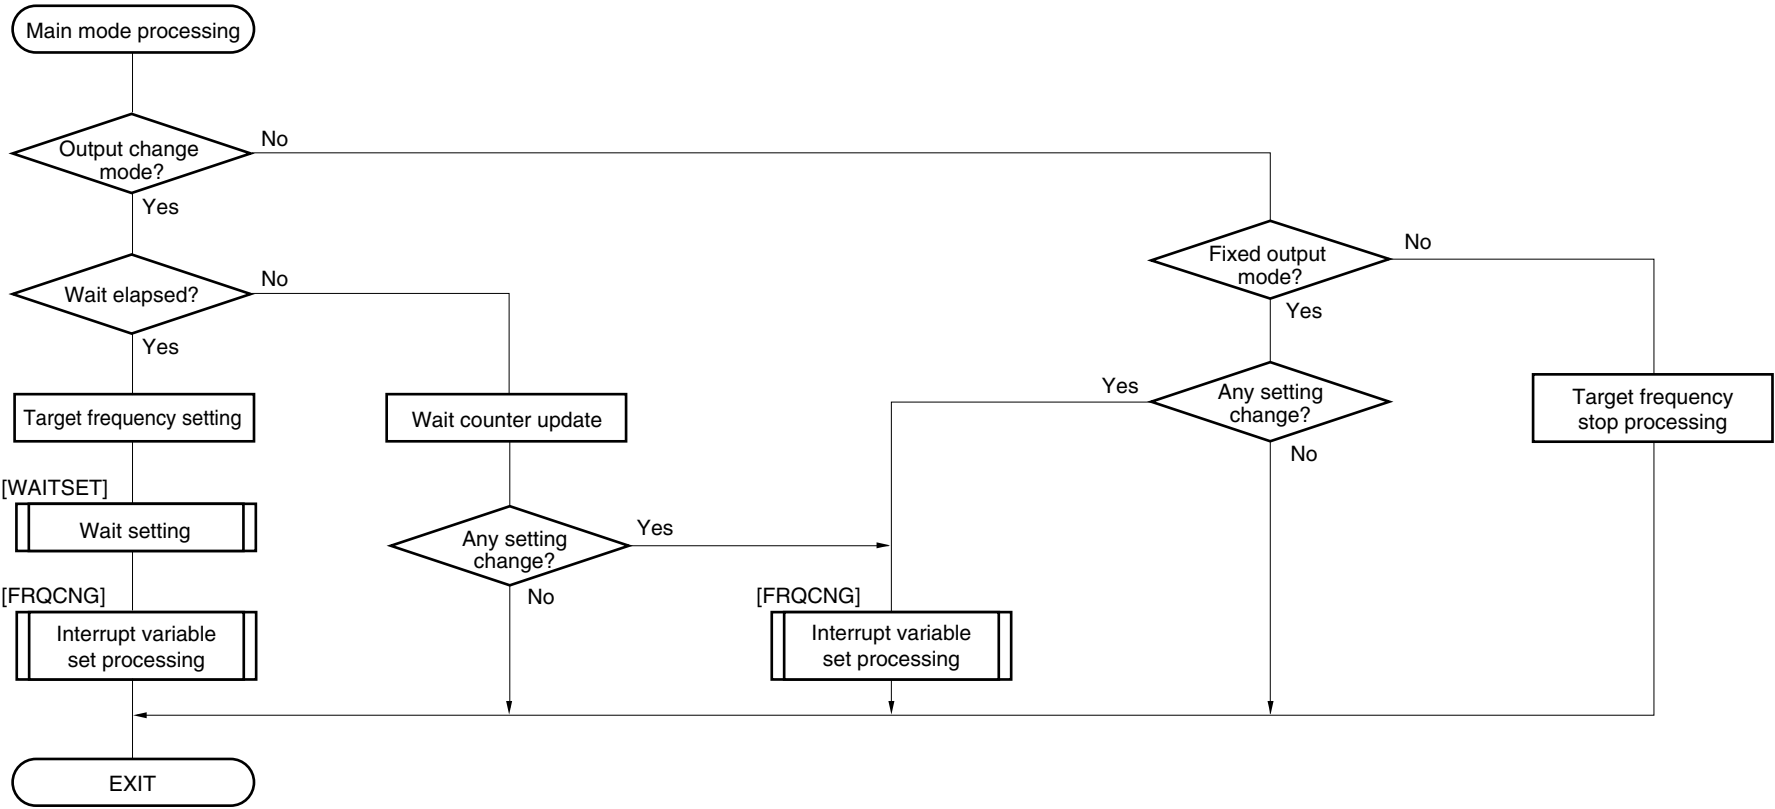 Main mode processing
Output change
mode?
No
Yes
Fixed output
mode?
No
Yes
Wait elapsed?
No
Yes
Target frequency setting
Wait counter update
Yes
Any setting
change?
No
Target frequency
stop processing
[WAITSET]
Wait setting
Any setting
change?
Yes
No
[FRQCNG]
Interrupt variable
set processing
[FRQCNG]
Interrupt variable
set processing
EXIT